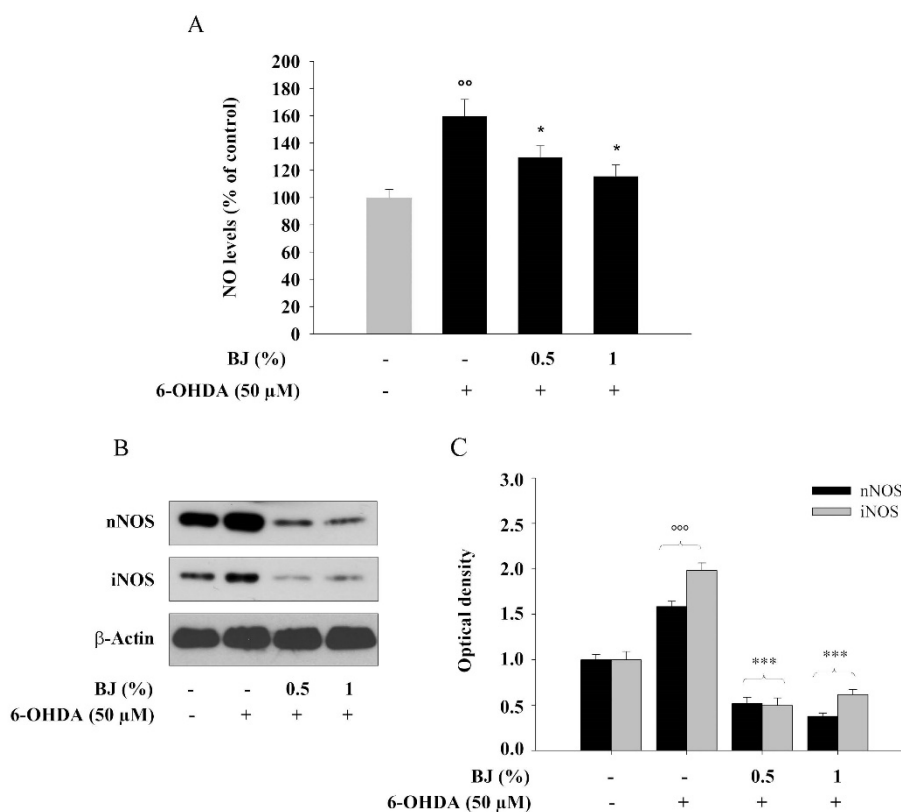 A
NO levels (% of control)
200
180
160
140
120
100
80
60
40
20
0
°°
*
*
BJ (%) - - 0.5 1
6-OHDA (50 µM) - + + +
B
nNOS
iNOS
β-Actin
BJ (%) - - 0.5 1
6-OHDA (50 µM) - + + +
C
Optical density
3.0
2.5
2.0
1.5
1.0
0.5
0.0
nNOS
iNOS
°°°
***
***
BJ (%) - - 0.5 1
6-OHDA (50 µM) - + + +